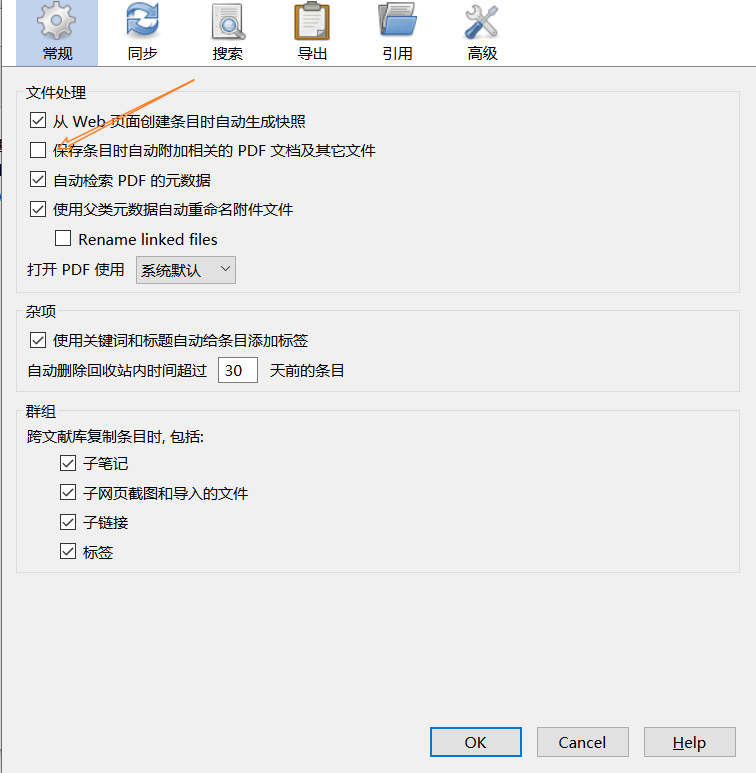 常规 同步 搜索 导出 引用 高级
文件处理
从 Web 页面创建条目时自动生成快照
保存条目时自动附加相关的 PDF 文档及其它文件
自动检索 PDF 的元数据
使用父类元数据自动重命名附件文件
Rename linked files
打开 PDF 使用 系统默认
杂项
使用关键词和标题自动给条目添加标签
自动删除回收站内时间超过 30 天前的条目
群组
跨文献库复制条目时, 包括:
子笔记
子网页截图和导入的文件
子链接
标签
OK Cancel Help